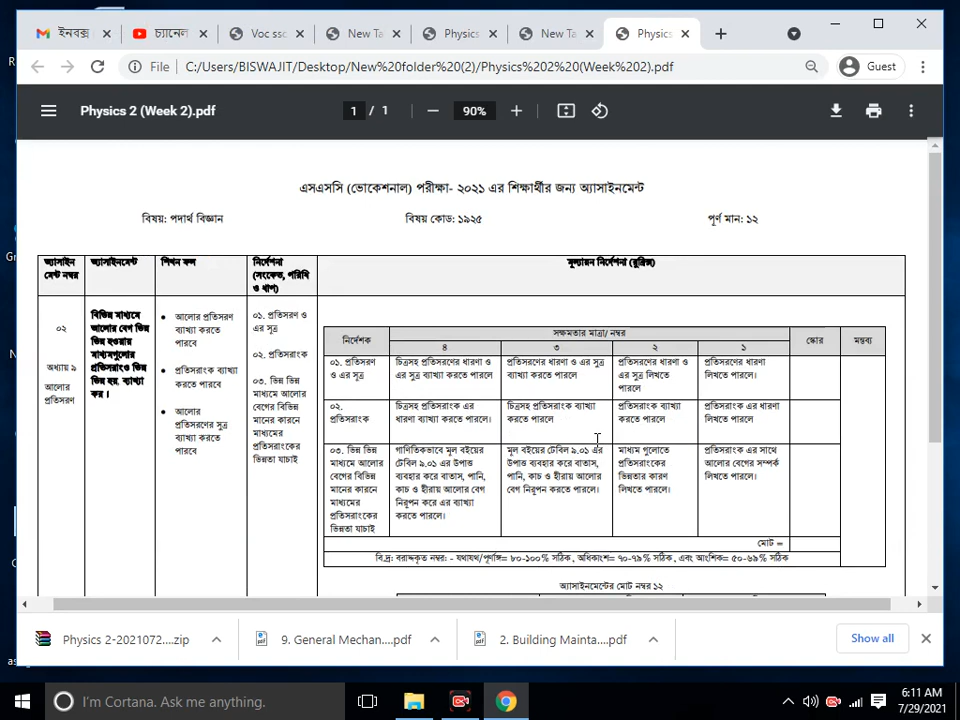 ইনবক্স
চ্যানেল
Voc ssc
New Ta
Physics
New Ta
Physics
File C:/Users/BISWAJIT/Desktop/New%20folder%20(2)/Physics%202%20(Week%202).pdf
Guest
Physics 2 (Week 2).pdf
1 / 1
90%
এসএসসি (ভোকেশনাল) পরীক্ষা- ২০২১ এর শিক্ষার্থীর জন্য অ্যাসাইনমেন্ট
বিষয়: পদার্থ বিজ্ঞান
বিষয় কোড: ১৯২৫
পূর্ণ মান: ১২
অ্যাসাইন
মেন্ট নম্বর
অ্যাসাইনমেন্ট
শিখন ফল
নির্দেশনা
(সংকেত, পরিধি
ও ধাপ)
মূল্যায়ন নির্দেশনা (রুব্রিক্স)
০২
অধ্যায় ৯
আলোর
প্রতিসরণ
বিভিন্ন মাধ্যমে
আলোর বেগ ভিন্ন
ভিন্ন হওয়ায়
মাধ্যমগুলোর
প্রতিসরাংও ভিন্ন
ভিন্ন হয়, ব্যাখ্যা
কর।
আলোর প্রতিসরণ
ব্যাখ্যা করতে
পারবে
প্রতিসরাংক ব্যাখ্যা
করতে পারবে
আলোর
প্রতিসরণের সূত্র
ব্যাখ্যা করতে
পারবে
০১. প্রতিসরণ ও
এর সূত্র
০২. প্রতিসরাংক
০৩. ভিন্ন ভিন্ন
মাধ্যমে আলোর
বেগের বিভিন্ন
মানের কারনে
মাধ্যমের
প্রতিসরাংকের
ভিন্নতা যাচাই
নির্দেশক
সক্ষমতার মাত্রা/ নম্বর
৪
৩
২
১
স্কোর
মন্তব্য
০১. প্রতিসরণ
ও এর সূত্র
চিত্রসহ প্রতিসরণের ধারণা ও
এর সূত্র ব্যাখ্যা করতে পারলে
প্রতিসরণের ধারণা ও এর সূত্র
ব্যাখ্যা করতে পারলে
প্রতিসরণের ধারণা ও
এর সূত্র লিখতে
পারলে
প্রতিসরণের ধারণা
লিখতে পারলে।
০২.
প্রতিসরাংক
চিত্রসহ প্রতিসরাংক এর
ধারণা ব্যাখ্যা করতে পারলে।
চিত্রসহ প্রতিসরাংক ব্যাখ্যা
করতে পারলে
প্রতিসরাংক ব্যাখ্যা
করতে পারলে
প্রতিসরাংক এর ধারণা
লিখতে পারলে
০৩. ভিন্ন ভিন্ন
মাধ্যমে আলোর
বেগের বিভিন্ন
মানের কারনে
মাধ্যমের
প্রতিসরাংকের
ভিন্নতা যাচাই
গাণিতিকভাবে মূল বইয়ের
টেবিল ৯.০১ এর উপাত্ত
ব্যবহার করে বাতাস, পানি,
কাচ ও হীরায় আলোর বেগ
নিরুপন করে এর ব্যাখ্যা
করতে পারলে।
মূল বইয়ের টেবিল ৯.০১ এর
উপাত্ত ব্যবহার করে বাতাস,
পানি, কাচ ও হীরায় আলোর
বেগ নিরুপন করতে পারলে।
মাধ্যম গুলোতে
প্রতিসরাংকের
ভিন্নতার কারণ
লিখতে পারলে।
প্রতিসরাংক এর সাথে
আলোর বেগের সম্পর্ক
লিখতে পারলে।
মোট =
বি.দ্র: বরাদ্দকৃত নম্বর: - যথাযথ/পূর্ণাঙ্গ= ৮০-১০০% সঠিক, অধিকাংশ= ৭০-৭৯% সঠিক, এবং আংশিক= ৫০-৬৯% সঠিক
অ্যাসাইনমেন্টের মোট নম্বর ১২
Physics 2-2021072....zip
9. General Mechan....pdf
2. Building Mainta....pdf
Show all
I'm Cortana. Ask me anything.
6:11 AM
7/29/2021